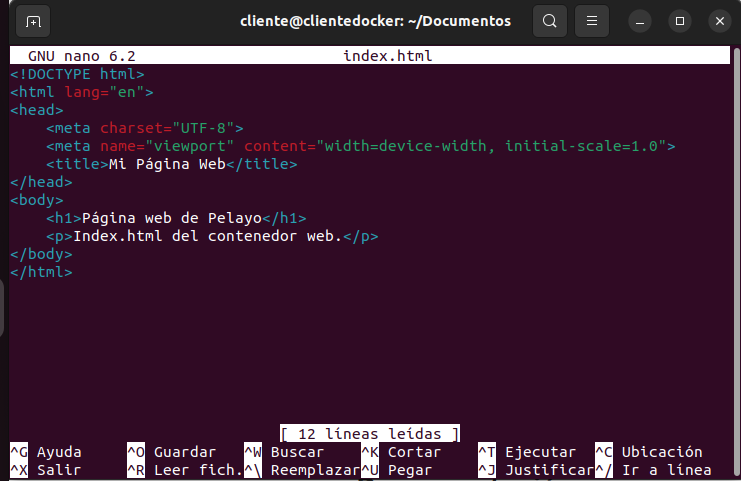 cliente@clientedocker: ~/Documentos
GNU nano 6.2 index.html
<!DOCTYPE html>
<html lang="en">
<head>
    <meta charset="UTF-8">
    <meta name="viewport" content="width=device-width, initial-scale=1.0">
    <title>Mi Página Web</title>
</head>
<body>
    <h1>Página web de Pelayo</h1>
    <p>Index.html del contenedor web.</p>
</body>
</html>
[ 12 líneas leídas ]
^G Ayuda ^O Guardar ^W Buscar ^K Cortar ^T Ejecutar ^C Ubicación
^X Salir ^R Leer fich. ^\ Reemplazar ^U Pegar ^J Justificar ^/ Ir a línea